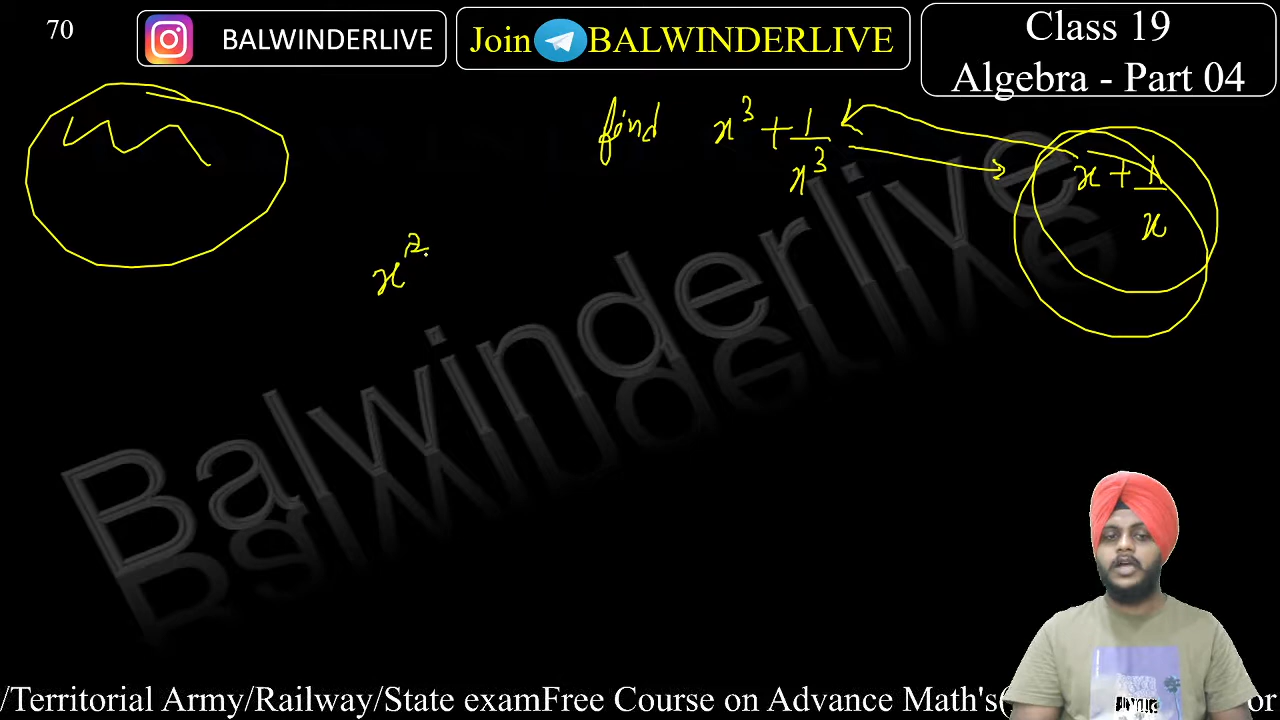 70
BALWINDERLIVE
Join BALWINDERLIVE
Class 19
Algebra - Part 04
find x³ + 1/x³
x + 1/x
x²
Balwinderlive
/Territorial Army/Railway/State examFree Course on Advance Math's(
or